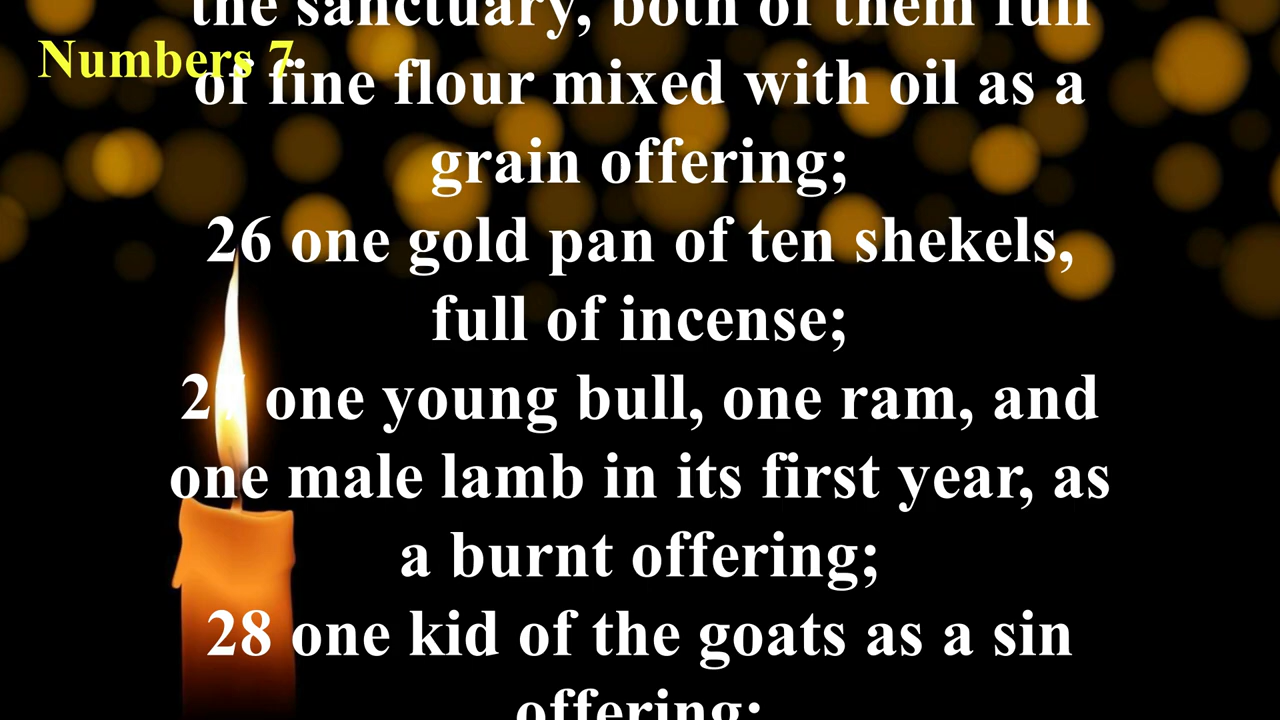 the sanctuary, both of them full
Numbers 7
of fine flour mixed with oil as a
grain offering;
26 one gold pan of ten shekels,
full of incense;
27 one young bull, one ram, and
one male lamb in its first year, as
a burnt offering;
28 one kid of the goats as a sin
offering;